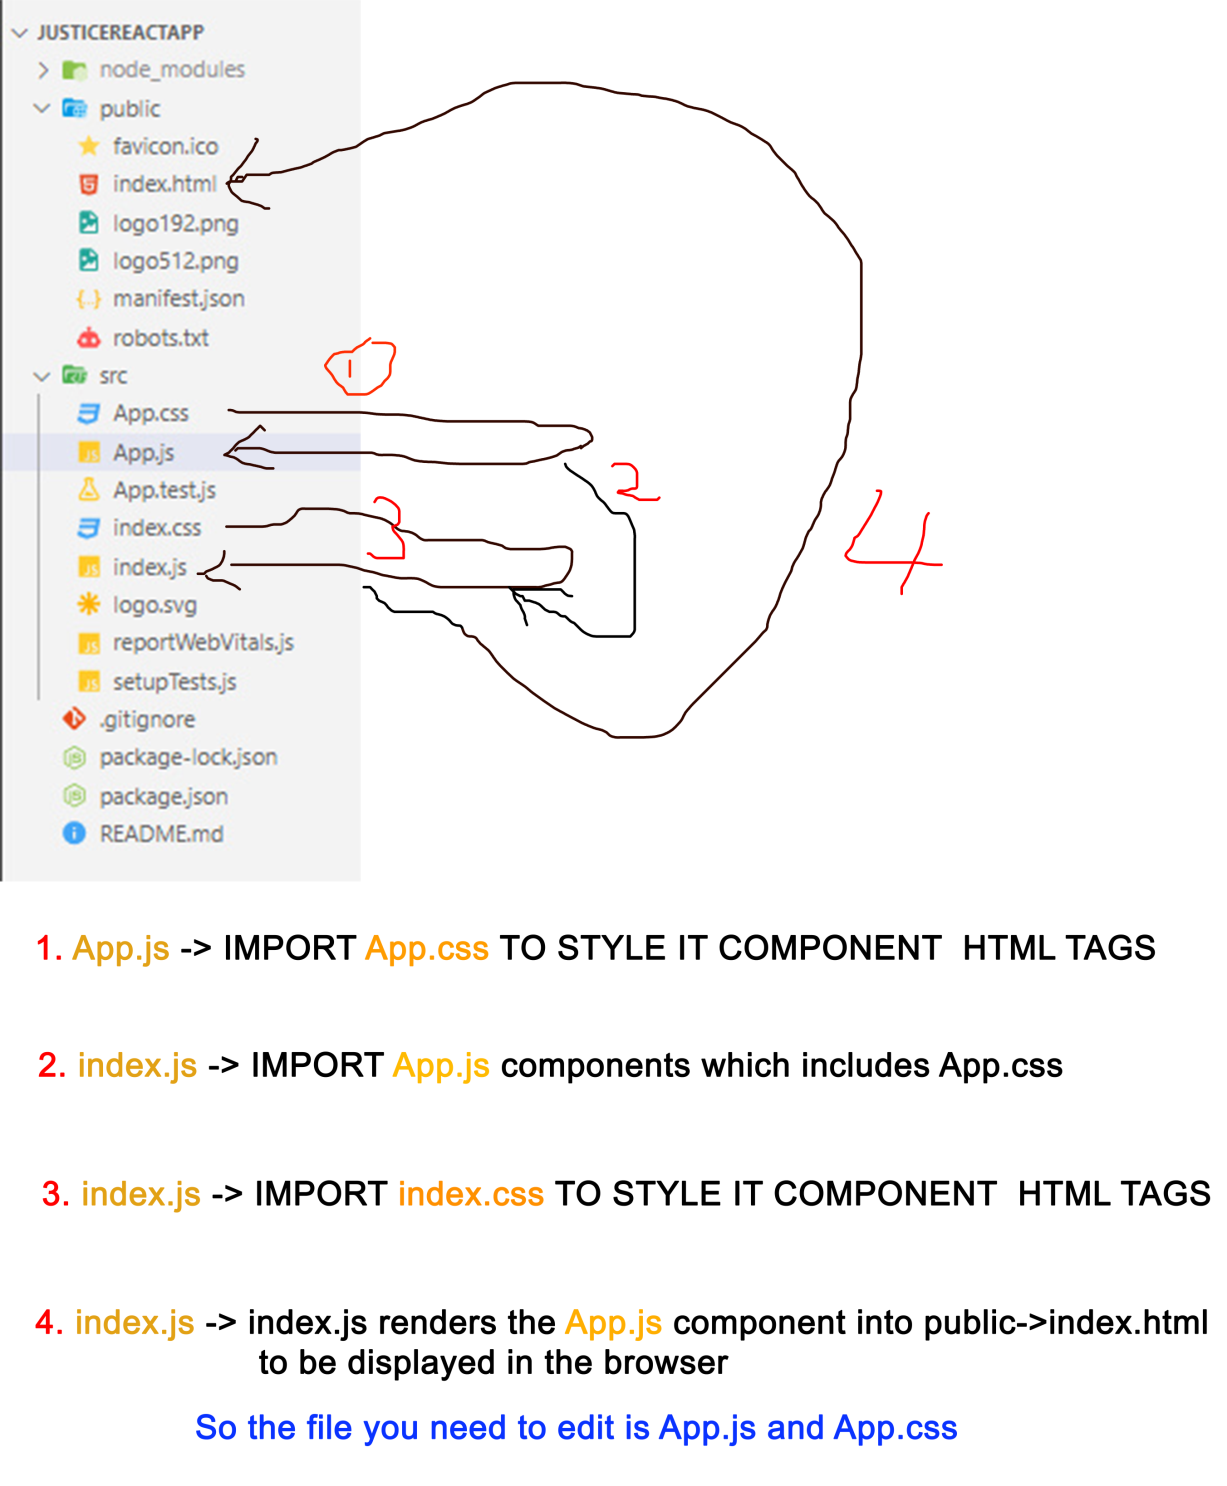 JUSTICEREACTAPP
node_modules
public
favicon.ico
index.html
logo192.png
logo512.png
manifest.json
robots.txt
1
src
App.css
App.js
2
App.test.js
3
index.css
4
index.js
logo.svg
reportWebVitals.js
setupTests.js
.gitignore
package-lock.json
package.json
README.md
1. App.js -> IMPORT App.css TO STYLE IT COMPONENT HTML TAGS
2. index.js -> IMPORT App.js components which includes App.css
3. index.js -> IMPORT index.css TO STYLE IT COMPONENT HTML TAGS
4. index.js -> index.js renders the App.js component into public->index.html
to be displayed in the browser
So the file you need to edit is App.js and App.css